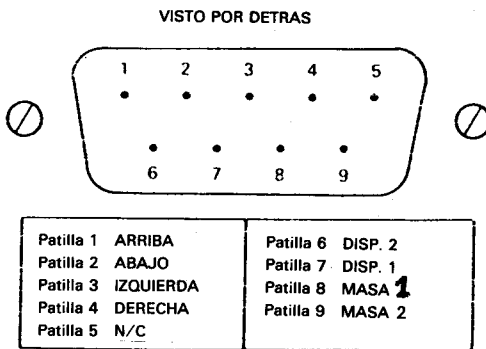 VISTO POR DETRAS
1 2 3 4 5
6 7 8 9
Patilla 1 ARRIBA
Patilla 2 ABAJO
Patilla 3 IZQUIERDA
Patilla 4 DERECHA
Patilla 5 N/C
Patilla 6 DISP. 2
Patilla 7 DISP. 1
Patilla 8 MASA 1
Patilla 9 MASA 2